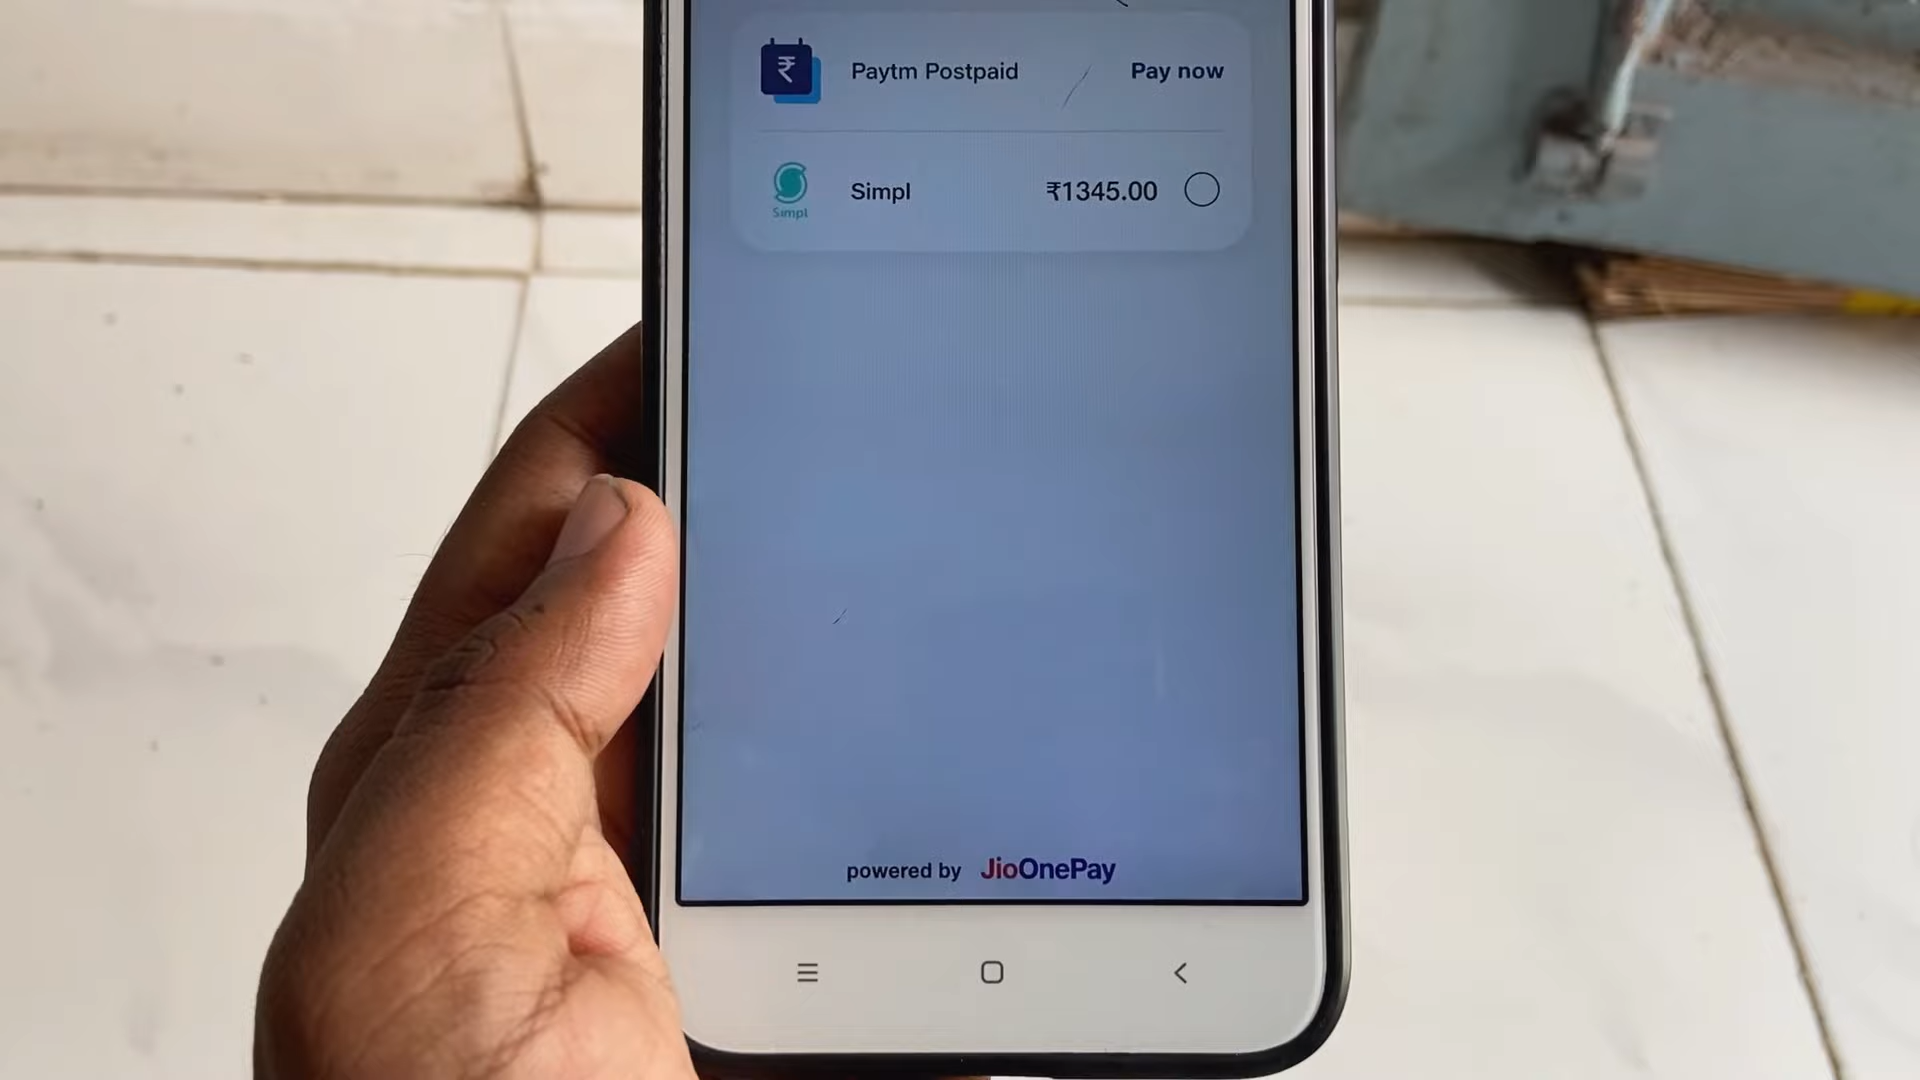 ₹
Paytm Postpaid Pay now
Simpl ₹1345.00
Simpl
powered by JioOnePay